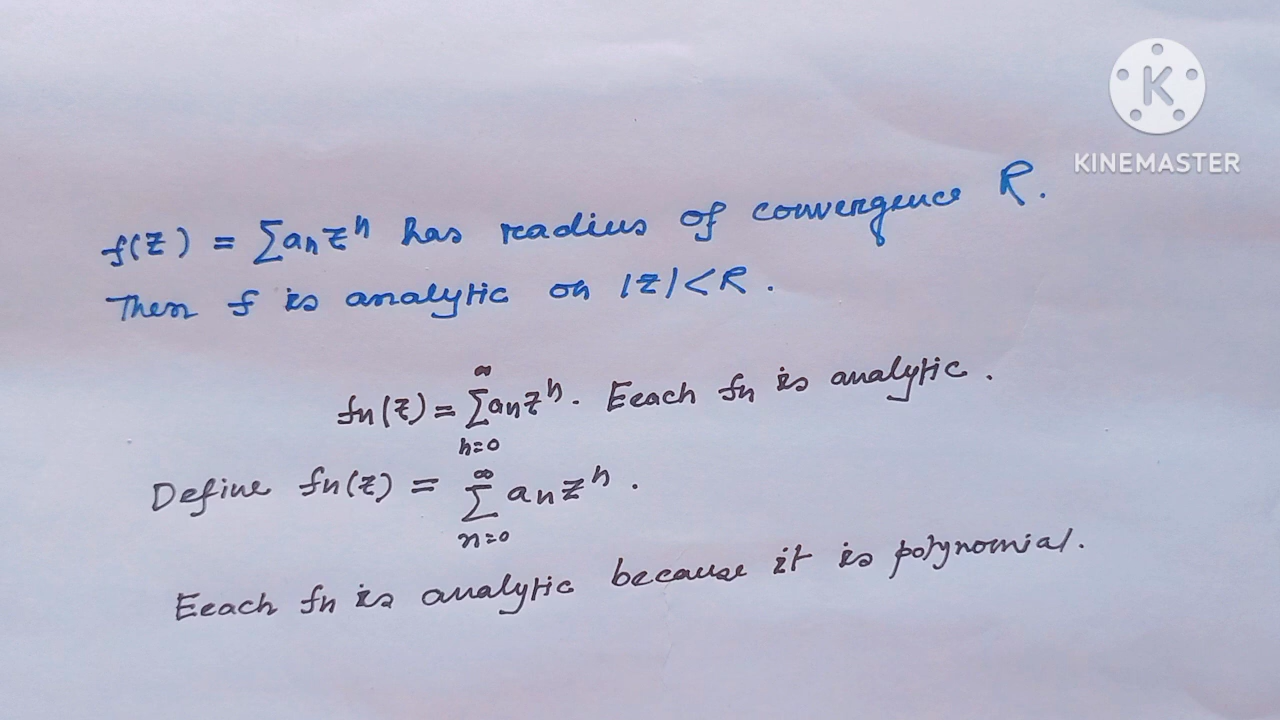 K
KINEMASTER
f(z) = ∑aₙzⁿ has radius of convergence R.
Then f is analytic on |z|<R.
fn(z) = ∞∑n=0 aₙzⁿ. Eeach fn is analytic.
Define fn(z) = ∞∑n=0 aₙzⁿ.
Eeach fn is analytic because it is polynomial.